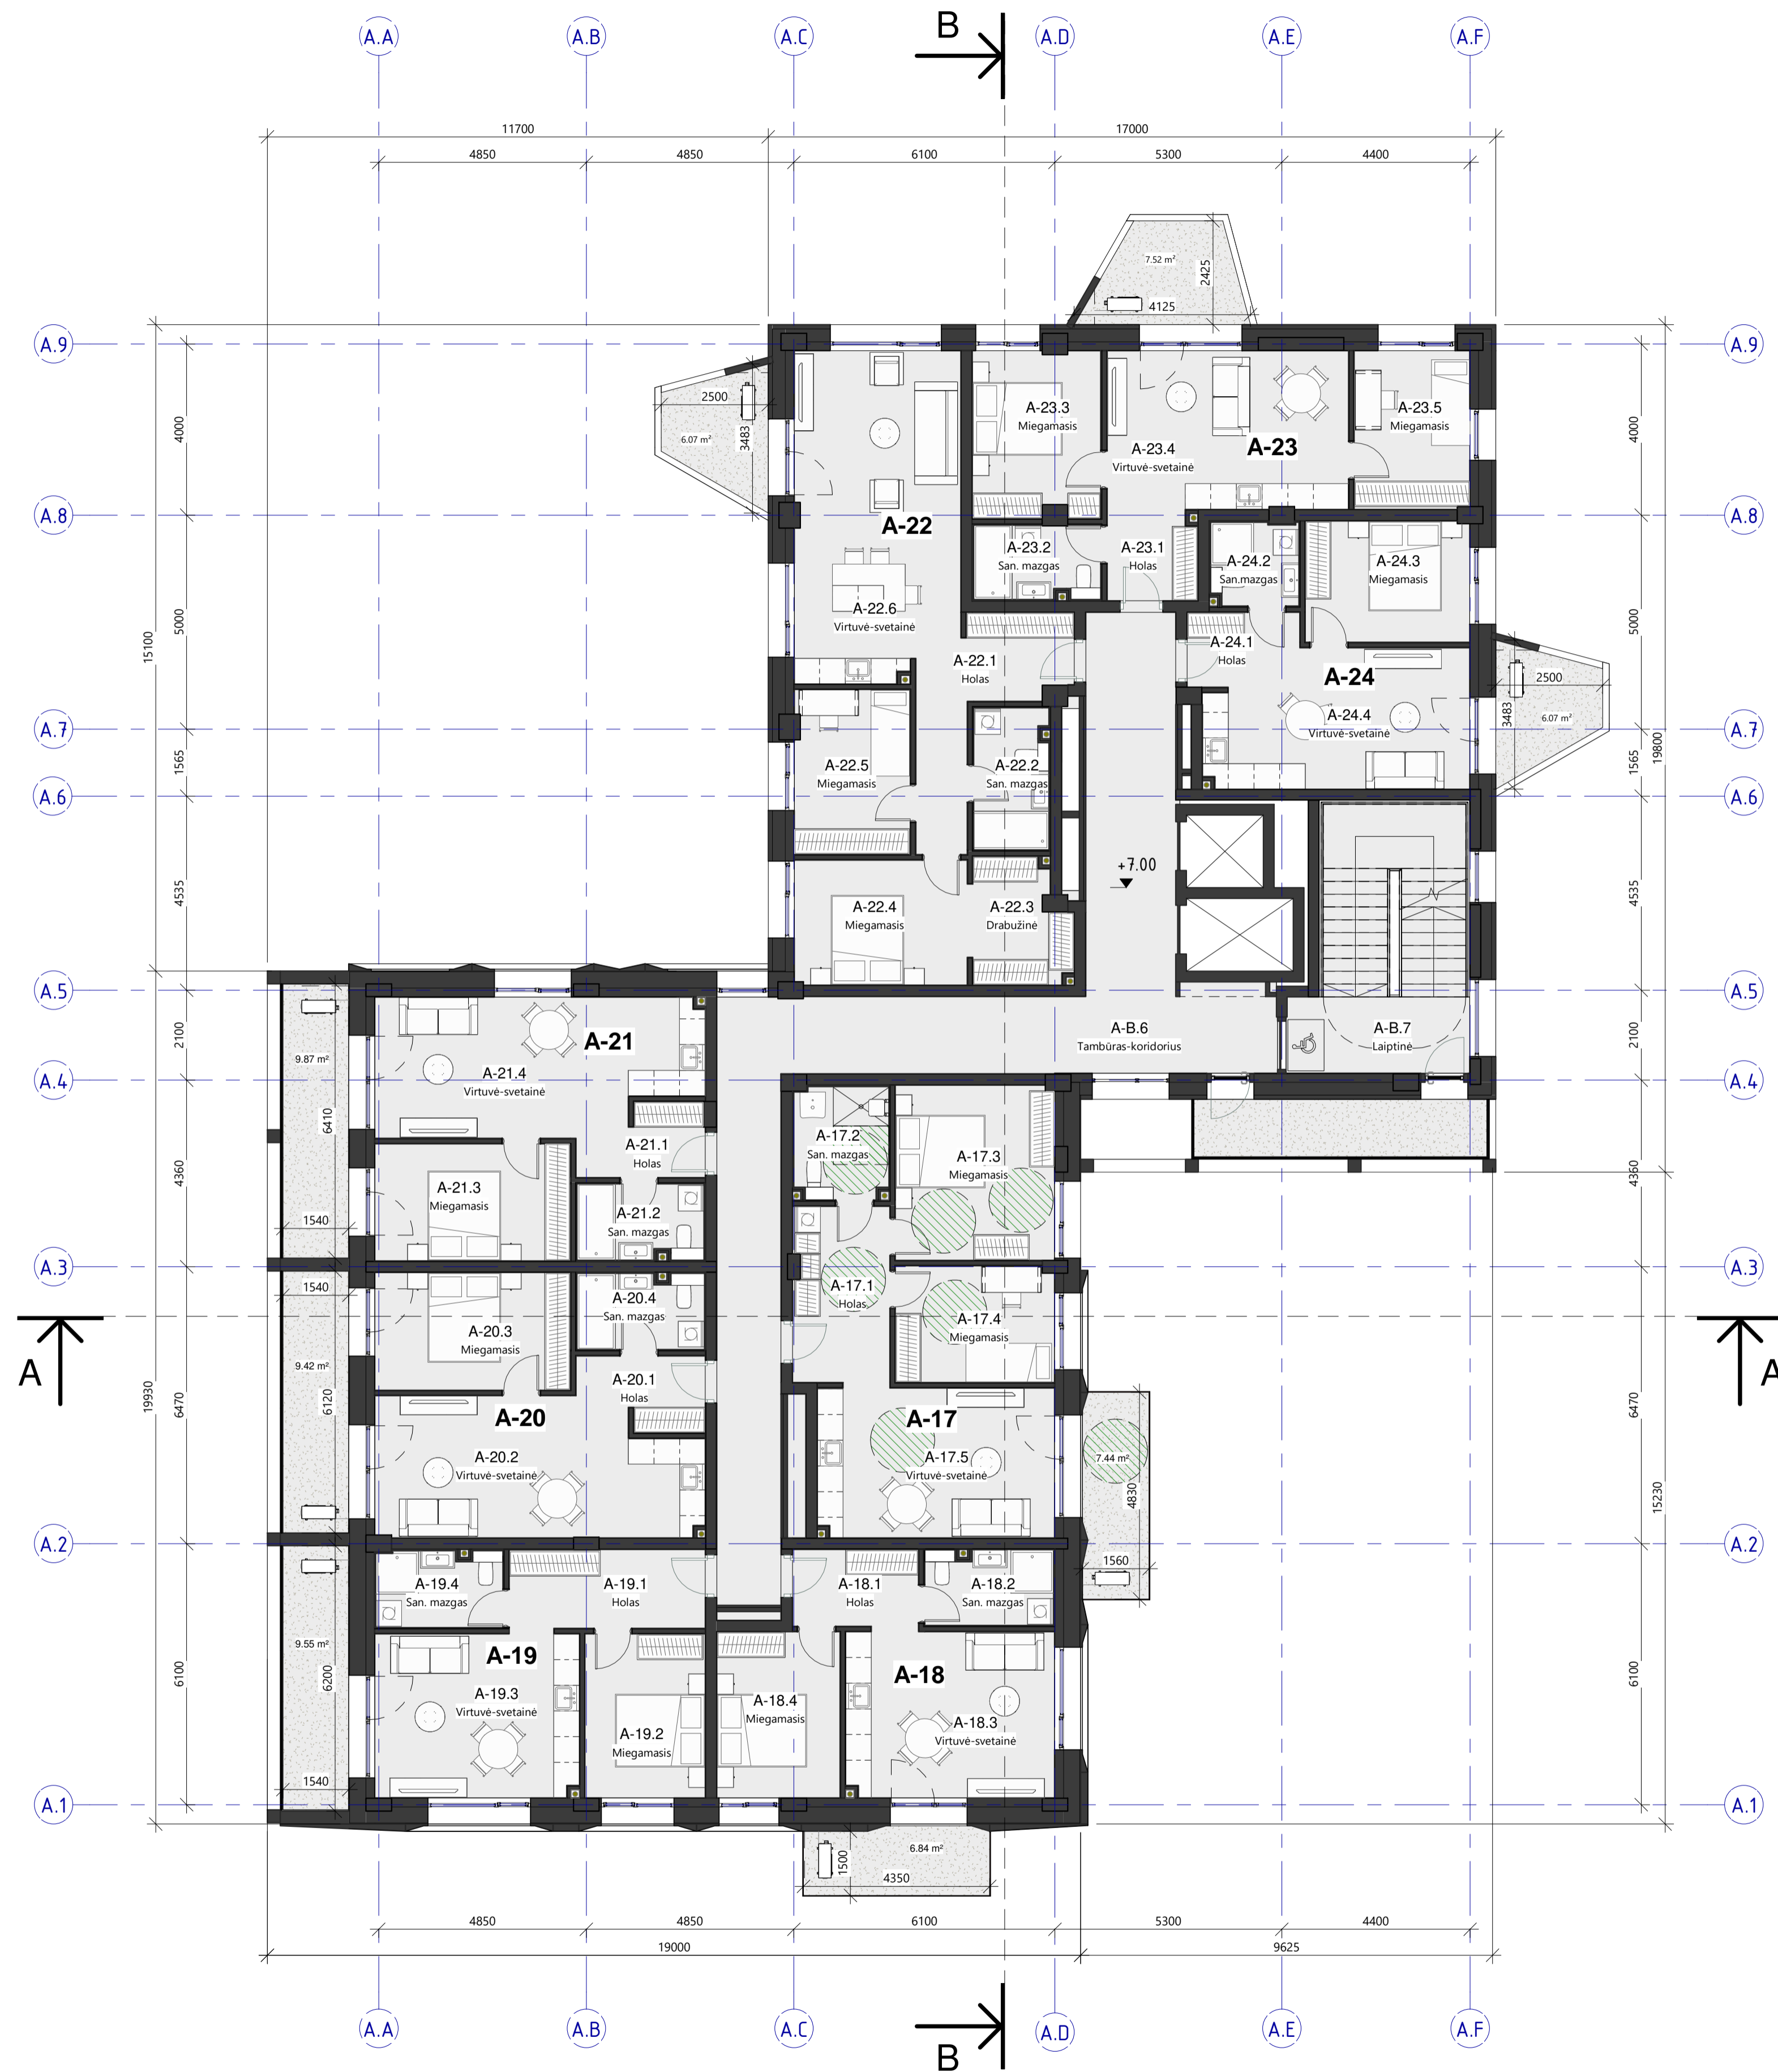 B
A.A
A.B
A.C
A.D
A.E
A.F
11700
17000
4850
4850
6100
5300
4400
7.52 m²
2425
4125
A.9
A.9
2500
6.07 m²
3483
4000
4000
A-23.3
Miegamasis
A-23.4
Virtuvė-svetainė
A-23
A-23.5
Miegamasis
A.8
A.8
A-22
A-23.2
San. mazgas
A-23.1
Holas
A-24.2
San.mazgas
A-24.3
Miegamasis
15100
5000
5000
A-22.6
Virtuvė-svetainė
A-22.1
Holas
A-24.1
Holas
A-24
2500
3483
6.07 m²
A-24.4
Virtuvė-svetainė
A.7
A.7
19800
1565
1565
A-22.5
Miegamasis
A-22.2
San. mazgas
A.6
A.6
+7.00
4535
4535
A-22.4
Miegamasis
A-22.3
Drabužinė
A.5
A.5
2100
2100
9.87 m²
A-21
A-21.4
Virtuvė-svetainė
A-B.6
Tambūras-koridorius
A-B.7
Laiptinė
A.4
A.4
6410
A-21.1
Holas
A-17.2
San. mazgas
A-17.3
Miegamasis
4360
4360
A-21.3
Miegamasis
A-21.2
San. mazgas
1540
A.3
A.3
1540
A-20.4
San. mazgas
A-17.1
Holas
A-20.3
Miegamasis
A-17.4
Miegamasis
A
A
9.42 m²
6120
19930
6470
6470
A-20.1
Holas
A-20
A-17
A-20.2
Virtuvė-svetainė
A-17.5
Virtuvė-svetainė
7.44 m²
4830
15230
A.2
A.2
1560
A-19.4
San. mazgas
A-19.1
Holas
A-18.1
Holas
A-18.2
San. mazgas
9.55 m²
6200
6100
6100
A-19
A-18
A-19.3
Virtuvė-svetainė
A-19.2
Miegamasis
A-18.4
Miegamasis
A-18.3
Virtuvė-svetainė
1540
A.1
A.1
6.84 m²
1500
4350
4850
4850
6100
5300
4400
19000
9625
A.A
A.B
A.C
A.D
A.E
A.F
B